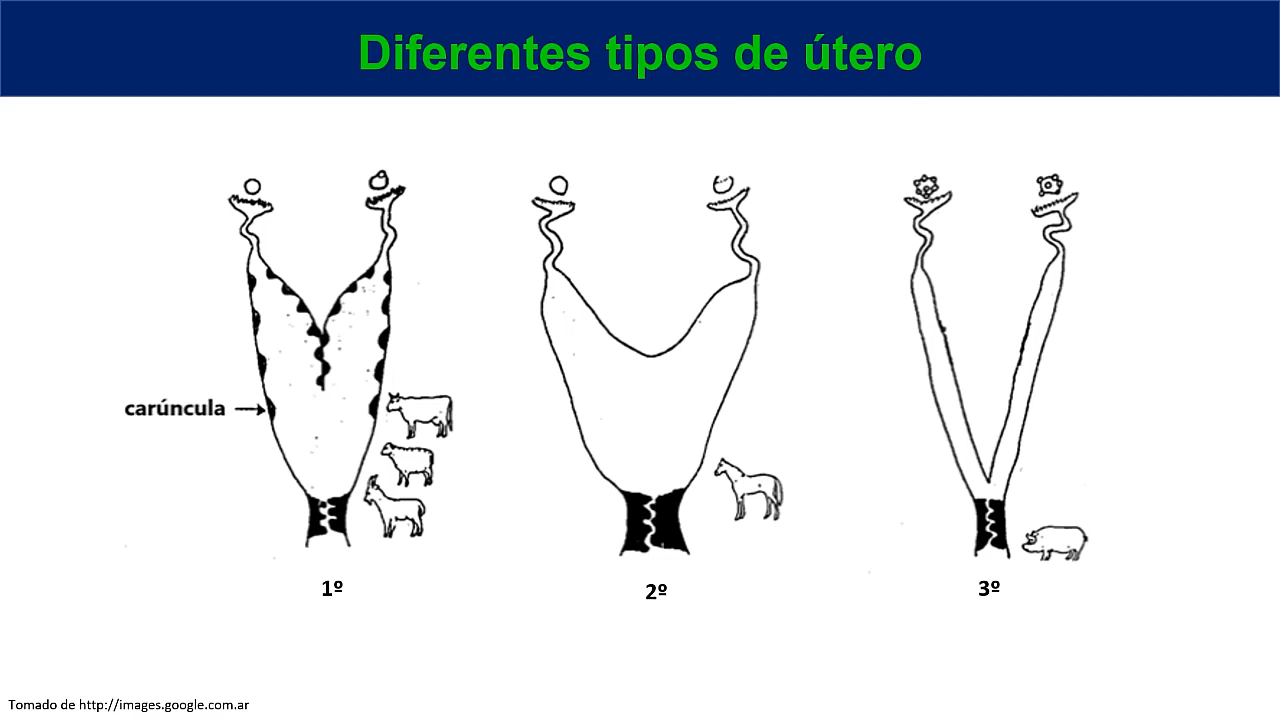 Diferentes tipos de útero
carúncula
1º
2º
3º
Tomado de http://images.google.com.ar